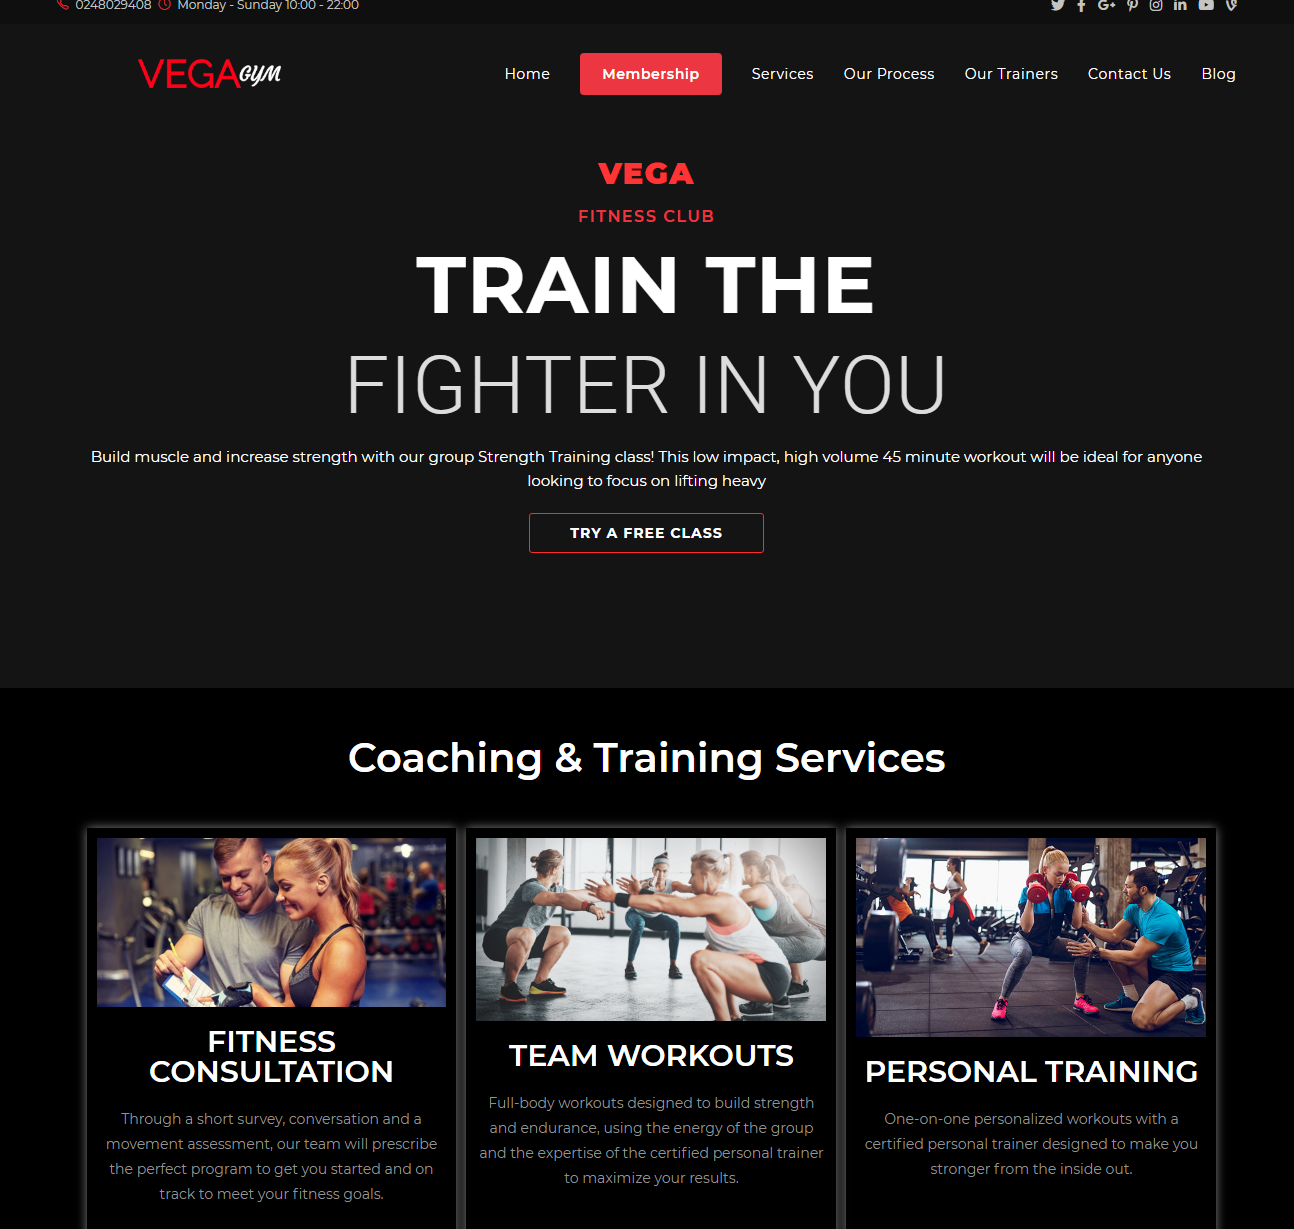 0248029408 Monday - Sunday 10:00 - 22:00
VEGAGYM
Home Membership Services Our Process Our Trainers Contact Us Blog
VEGA
FITNESS CLUB
TRAIN THE
FIGHTER IN YOU
Build muscle and increase strength with our group Strength Training class! This low impact, high volume 45 minute workout will be ideal for anyone
looking to focus on lifting heavy
TRY A FREE CLASS
Coaching & Training Services
FITNESS
CONSULTATION
Through a short survey, conversation and a
movement assessment, our team will prescribe
the perfect program to get you started and on
track to meet your fitness goals.
TEAM WORKOUTS
Full-body workouts designed to build strength
and endurance, using the energy of the group
and the expertise of the certified personal trainer
to maximize your results.
PERSONAL TRAINING
One-on-one personalized workouts with a
certified personal trainer designed to make you
stronger from the inside out.